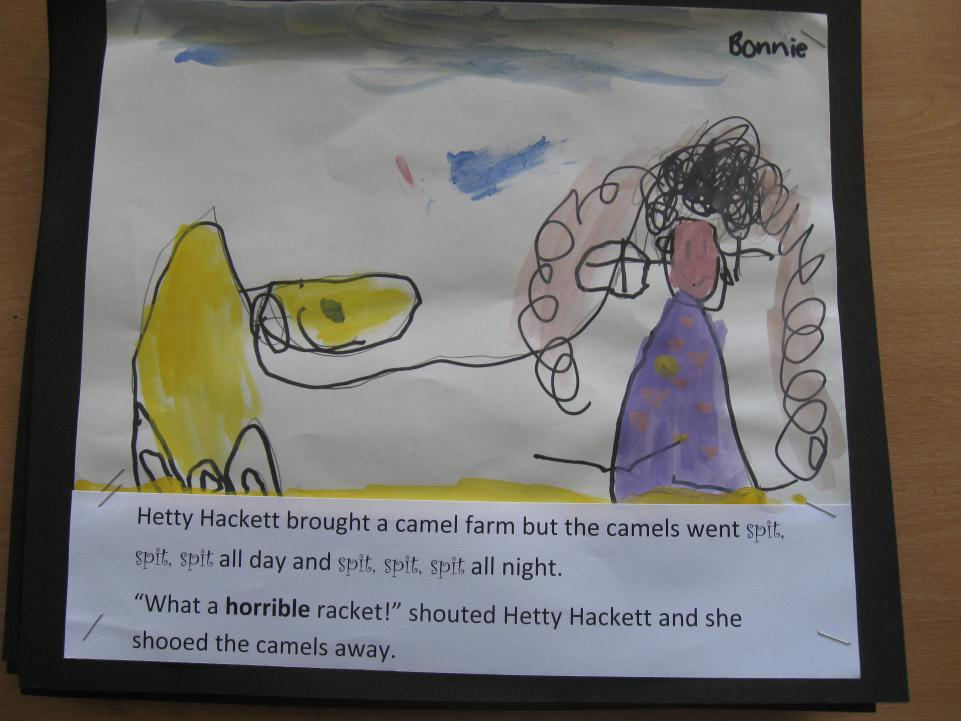 Bonnie
Hetty Hackett brought a camel farm but the camels went spit,
spit, spit all day and spit, spit, spit all night.
“What a horrible racket!” shouted Hetty Hackett and she
shooed the camels away.